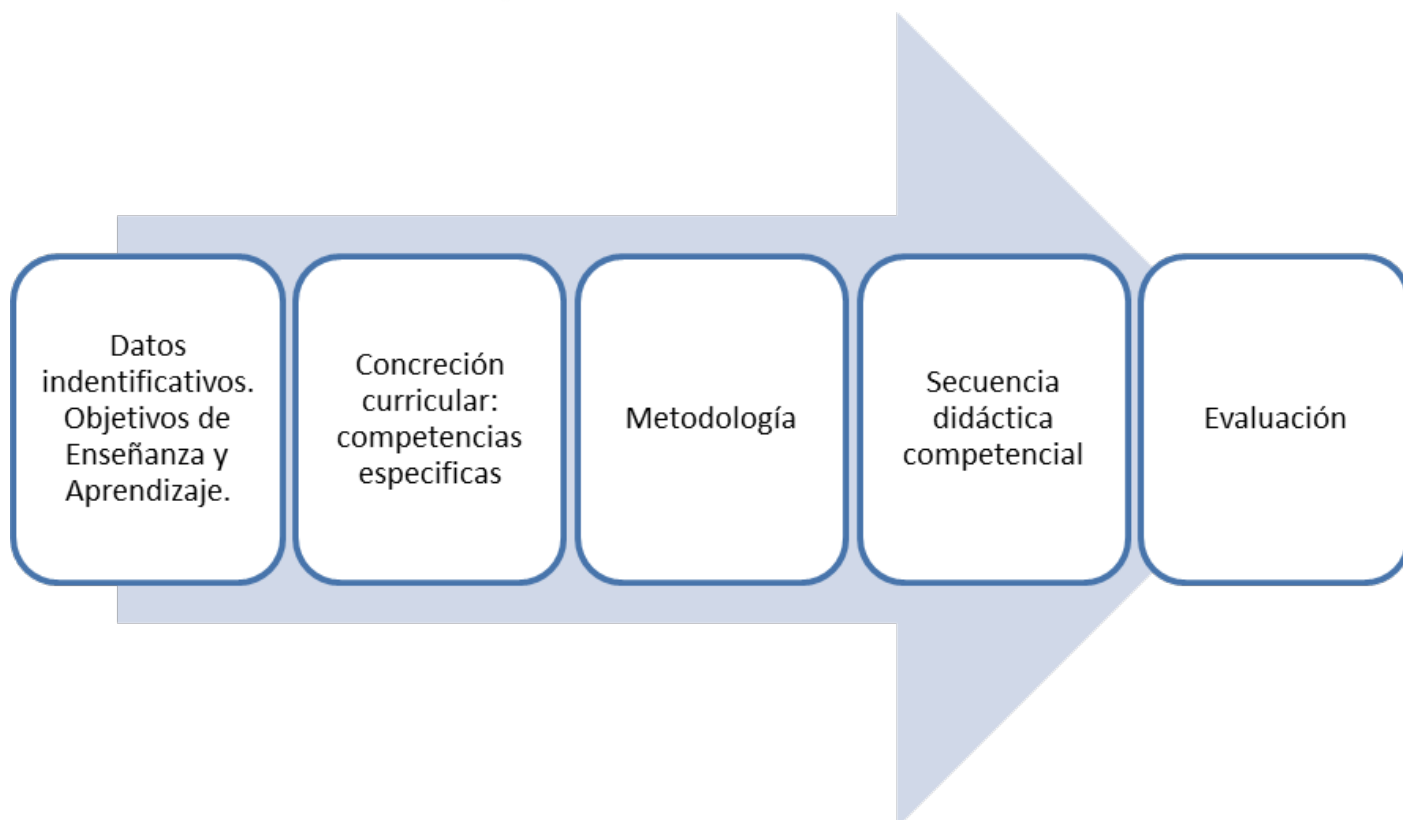 Datos
indentificativos.
Objetivos de
Enseñanza y
Aprendizaje.
Concreción
curricular:
competencias
especificas
Metodología
Secuencia
didáctica
competencial
Evaluación